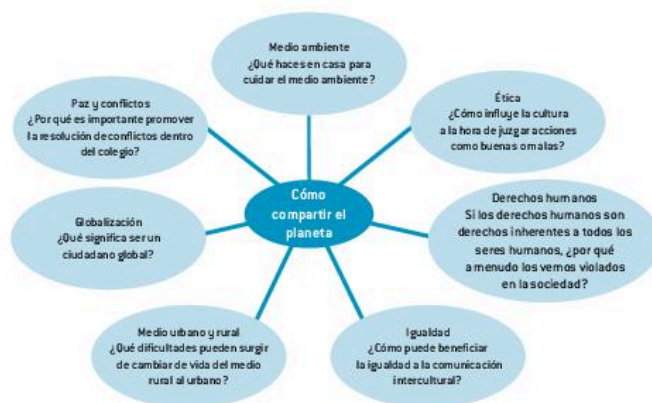 Medio ambiente
¿Qué haces en casa para
cuidar el medio ambiente?
Paz y conflictos
¿Por qué es importante promover
la resolución de conflictos dentro
del colegio?
Ética
¿Cómo influye la cultura
a la hora de juzgar acciones
como buenas o malas?
Cómo
compartir el
planeta
Globalización
¿Qué significa ser un
ciudadano global?
Derechos humanos
Si los derechos humanos son
derechos inherentes a todos los
seres humanos, ¿por qué
a menudo los vemos violados
en la sociedad?
Medio urbano y rural
¿Qué dificultades pueden surgir
de cambiar de vida del medio
rural al urbano?
Igualdad
¿Cómo puede beneficiar
la igualdad a la comunicación
intercultural?